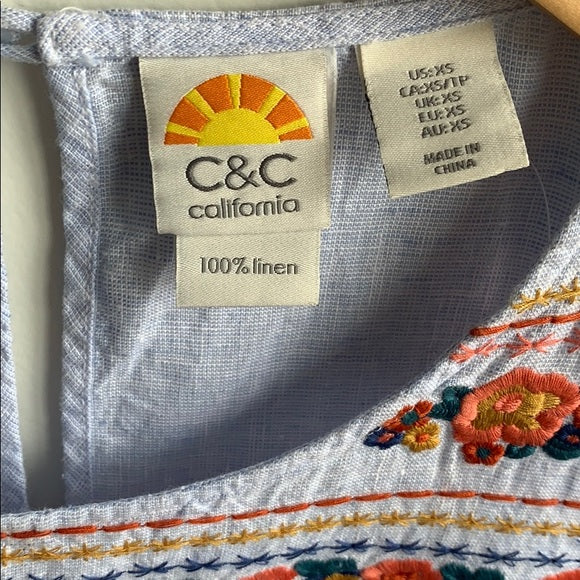 C&C
california
100% linen
US:XS
CA:XS/TP
UK:XS
EU:XS
AU:XS
MADE IN
CHINA